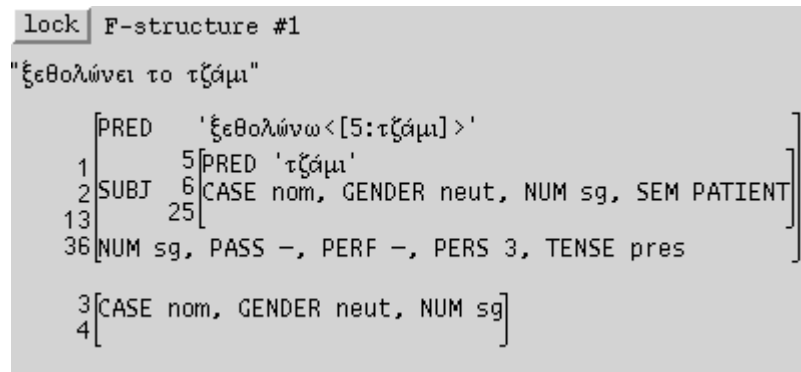 lock F-structure #1
"ξεθολώνει το τζάμι"
PRED 'ξεθολώνω<[5:τζάμι]>'
1 5 PRED 'τζάμι'
2 SUBJ 6 CASE nom, GENDER neut, NUM sg, SEM PATIENT
13 25
36 NUM sg, PASS –, PERF –, PERS 3, TENSE pres
3 CASE nom, GENDER neut, NUM sg
4